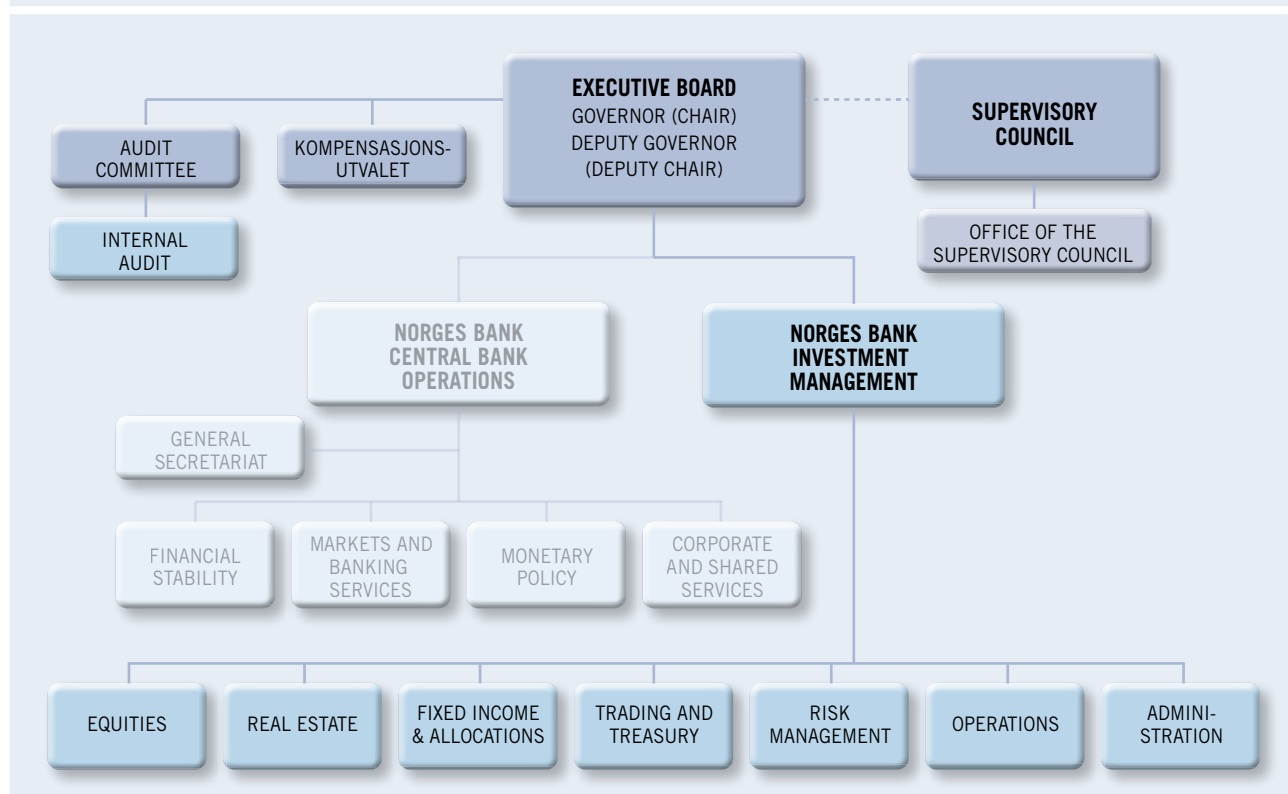 EXECUTIVE BOARD
GOVERNOR (CHAIR)
DEPUTY GOVERNOR
(DEPUTY CHAIR)
SUPERVISORY
COUNCIL
AUDIT
COMMITTEE
KOMPENSASJONS-
UTVALET
INTERNAL
AUDIT
OFFICE OF THE
SUPERVISORY COUNCIL
NORGES BANK
CENTRAL BANK
OPERATIONS
NORGES BANK
INVESTMENT
MANAGEMENT
GENERAL
SECRETARIAT
FINANCIAL
STABILITY
MARKETS AND
BANKING
SERVICES
MONETARY
POLICY
CORPORATE
AND SHARED
SERVICES
EQUITIES
REAL ESTATE
FIXED INCOME
& ALLOCATIONS
TRADING AND
TREASURY
RISK
MANAGEMENT
OPERATIONS
ADMINI-
STRATION